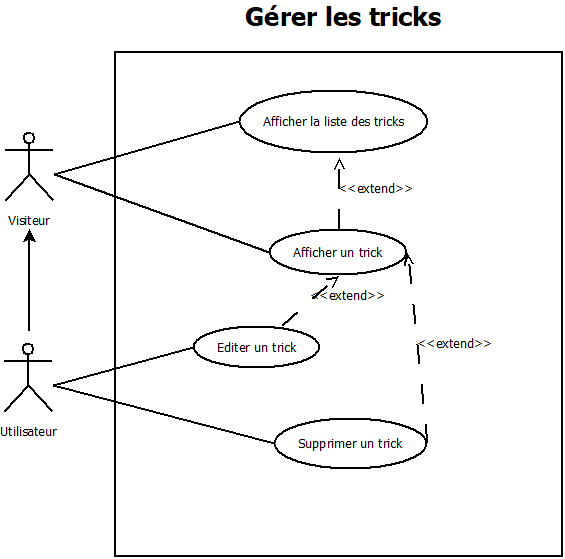 Gérer les tricks
Afficher la liste des tricks
<<extend>>
Visiteur
Afficher un trick
<<extend>>
Editer un trick
<<extend>>
Utilisateur
Supprimer un trick